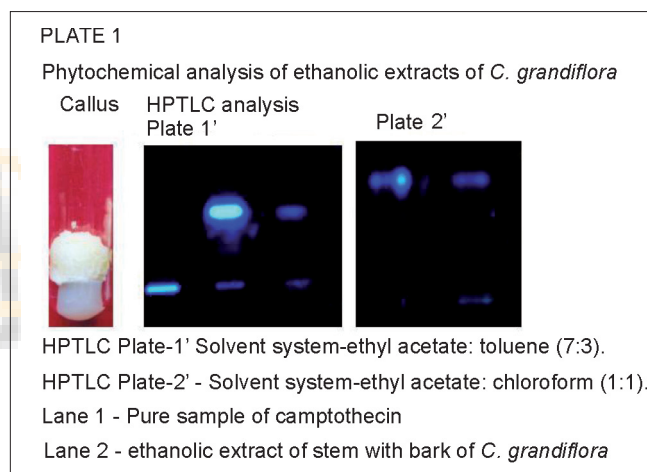 PLATE 1
Phytochemical analysis of ethanolic extracts of C. grandiflora
Callus HPTLC analysis
Plate 1' Plate 2'
HPTLC Plate-1' Solvent system-ethyl acetate: toluene (7:3).
HPTLC Plate-2' - Solvent system-ethyl acetate: chloroform (1:1).
Lane 1 - Pure sample of camptothecin
Lane 2 - ethanolic extract of stem with bark of C. grandiflora